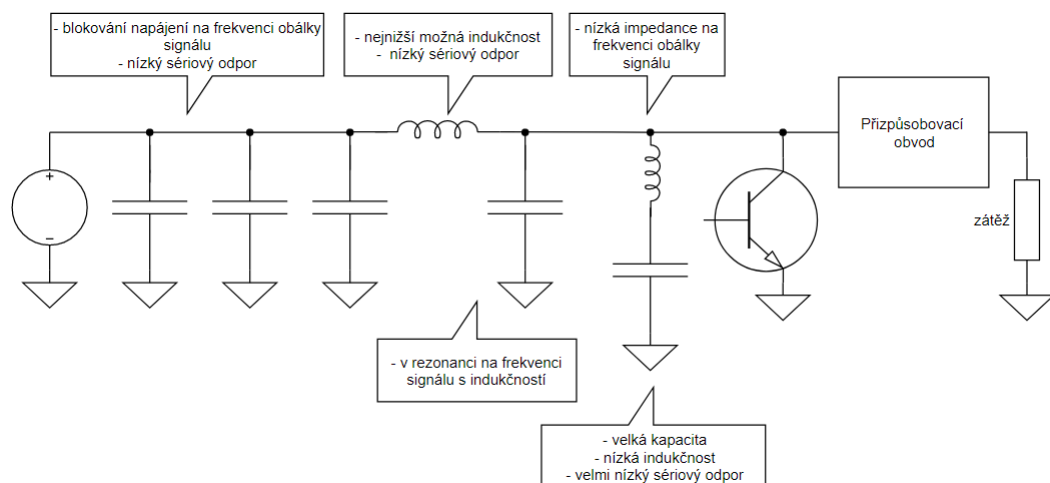 - blokování napájení na frekvenci obálky
signálu
- nízký sériový odpor
- nejnižší možná indukčnost
- nízký sériový odpor
- nízká impedance na
frekvenci obálky
signálu
Přizpůsobovací
obvod
zátěž
- v rezonanci na frekvenci
signálu s indukčností
- velká kapacita
- nízká indukčnost
- velmi nízký sériový odpor